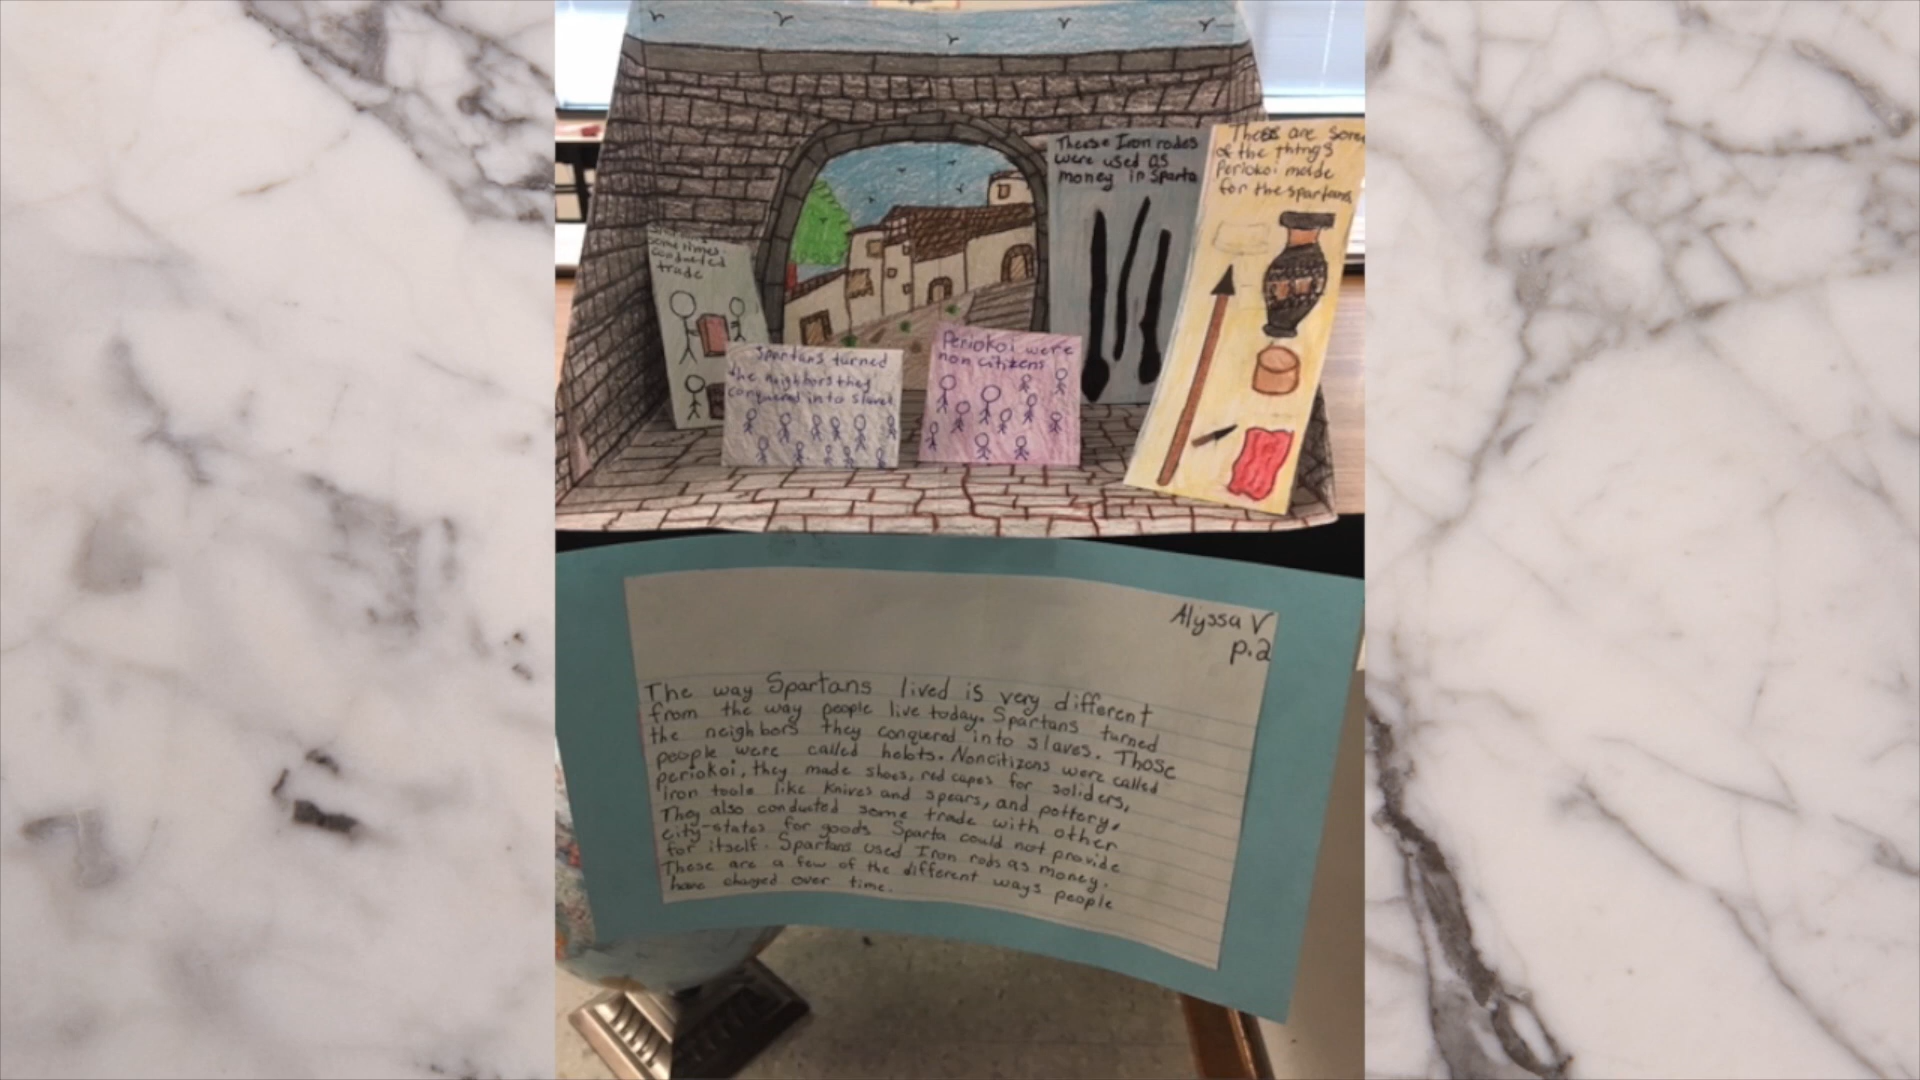 These Iron rodes
were used as
money in Sparta
These are some
of the things
Periokoi made
for the spartans
sometimes
conducted
trade
Spartans turned
the neighbors they
conquered into slaves
Periokoi were
non citizens
Alyssa V
p.2
The way Spartans lived is very different
from the way people live today. Spartans turned
the neighbors they conquered into slaves. Those
people were called helots. Noncitizens were called
periokoi, they made shoes, red capes for soliders,
iron tools like knives and spears, and pottery.
They also conducted some trade with other
city-states for goods Sparta could not provide
for itself. Spartans used Iron rods as money.
These are a few of the different ways people
have changed over time.